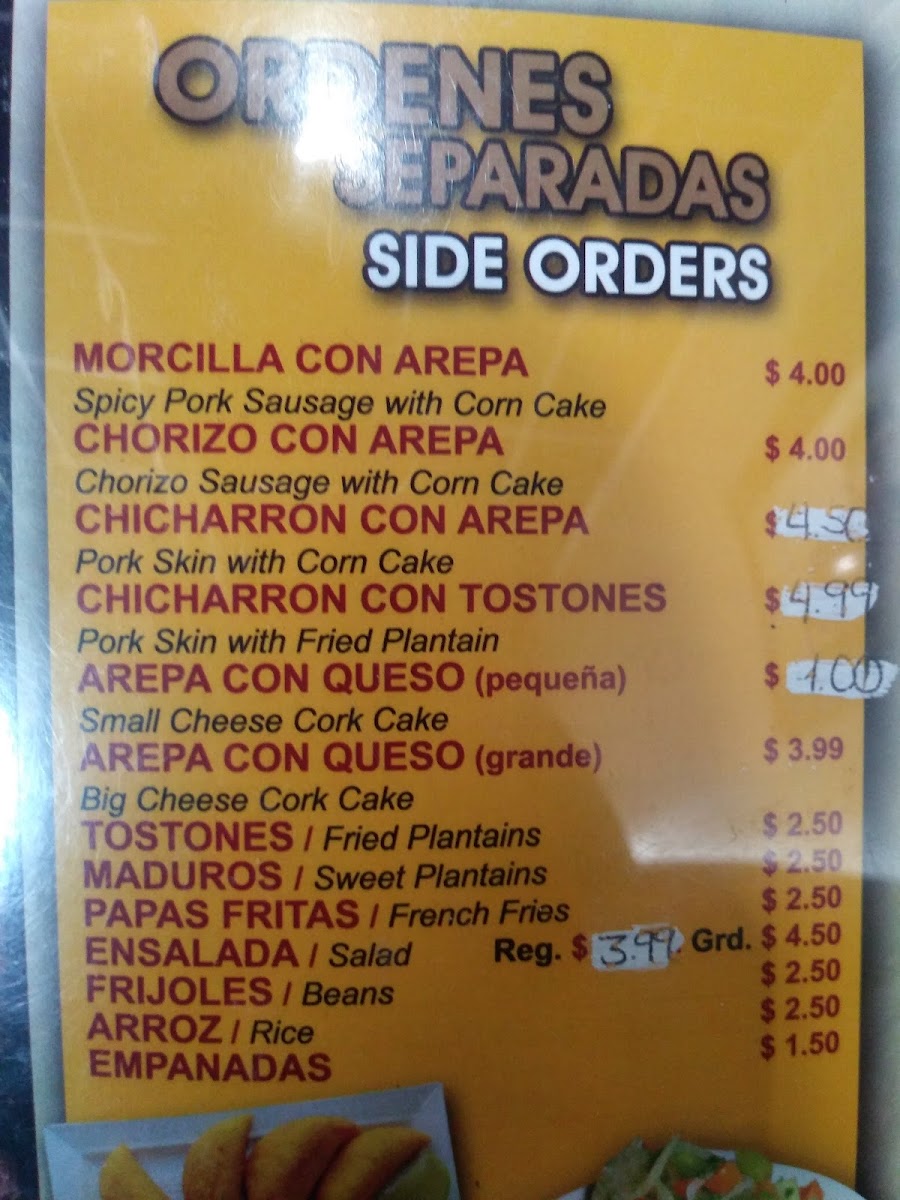 ORDENES
SEPARADAS
SIDE ORDERS
MORCILLA CON AREPA $ 4.00
Spicy Pork Sausage with Corn Cake
CHORIZO CON AREPA $ 4.00
Chorizo Sausage with Corn Cake
CHICHARRON CON AREPA $ 4.50
Pork Skin with Corn Cake
CHICHARRON CON TOSTONES $ 4.99
Pork Skin with Fried Plantain
AREPA CON QUESO (pequeña) $ 1.00
Small Cheese Cork Cake
AREPA CON QUESO (grande) $ 3.99
Big Cheese Cork Cake
TOSTONES / Fried Plantains $ 2.50
MADUROS / Sweet Plantains $ 2.50
PAPAS FRITAS / French Fries $ 2.50
ENSALADA / Salad Reg. $ 3.99. Grd. $ 4.50
FRIJOLES / Beans $ 2.50
ARROZ / Rice $ 2.50
EMPANADAS $ 1.50